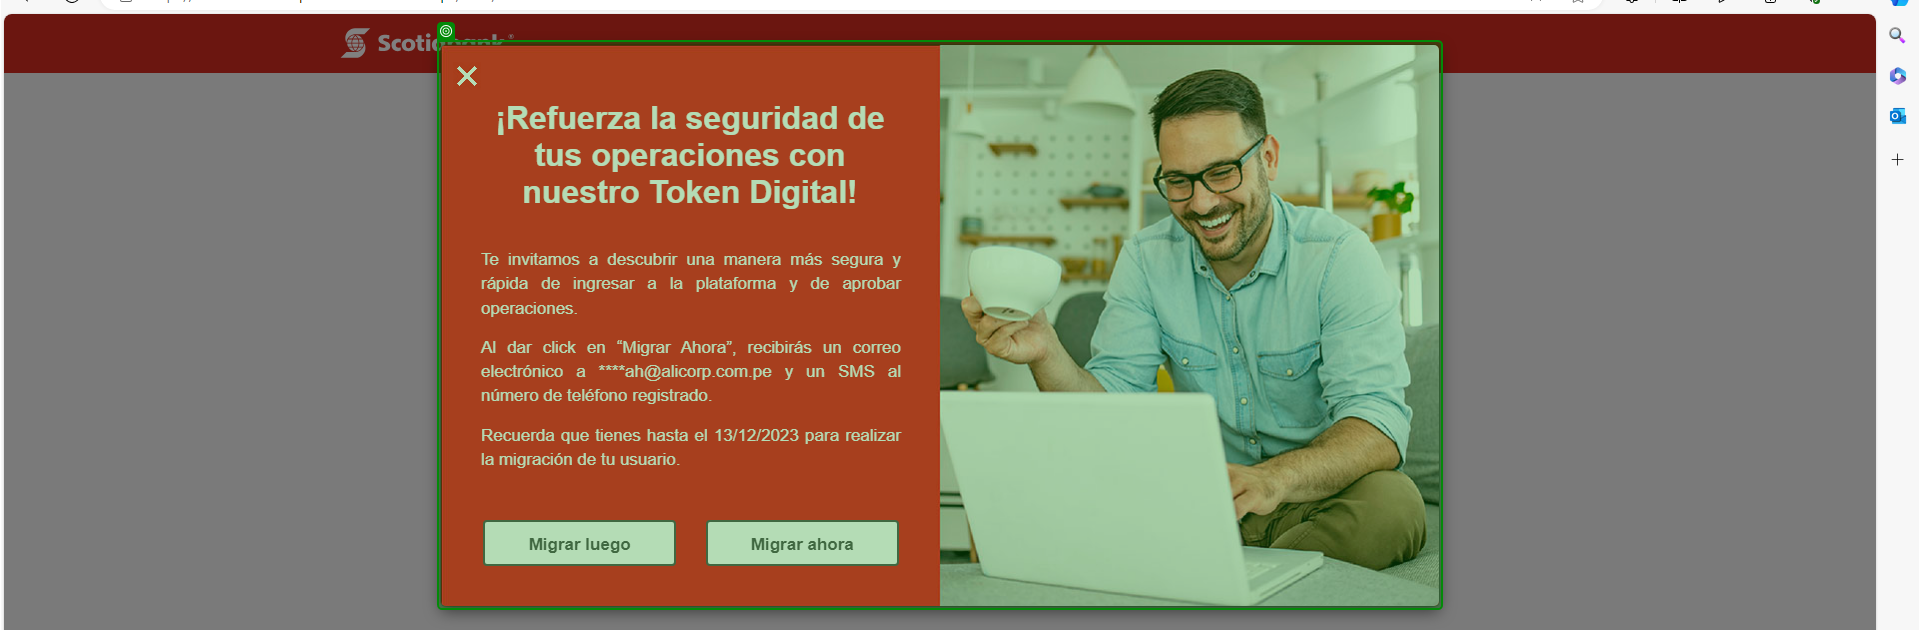 Scotiabank
¡Refuerza la seguridad de
tus operaciones con
nuestro Token Digital!
Te invitamos a descubrir una manera más segura y
rápida de ingresar a la plataforma y de aprobar
operaciones.
Al dar click en “Migrar Ahora”, recibirás un correo
electrónico a ****ah@alicorp.com.pe y un SMS al
número de teléfono registrado.
Recuerda que tienes hasta el 13/12/2023 para realizar
la migración de tu usuario.
Migrar luego
Migrar ahora